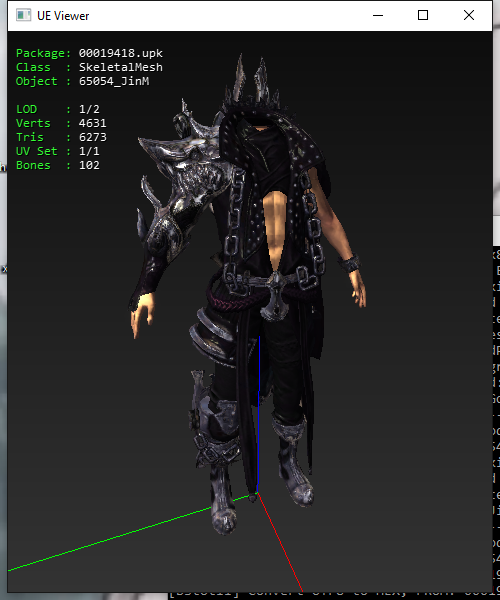 UE Viewer
Package: 00019418.upk
Class : SkeletalMesh
Object : 65054_JinM
LOD : 1/2
Verts : 4631
Tris : 6273
UV Set : 1/1
Bones : 102